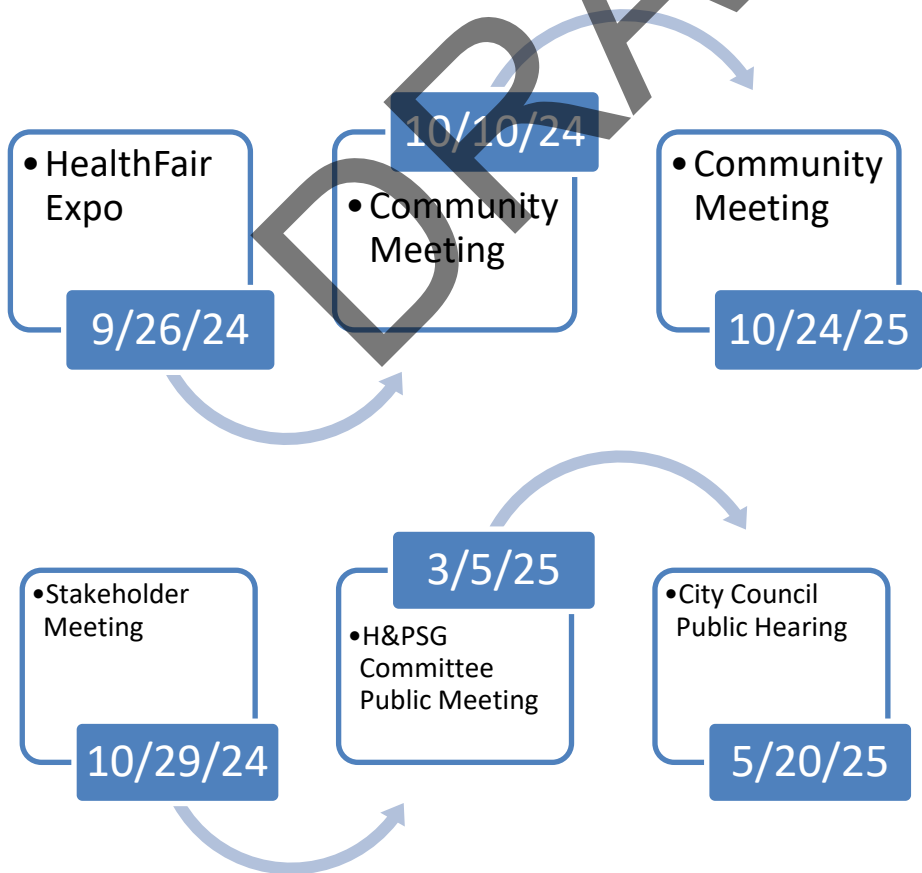 • HealthFair
Expo
9/26/24
10/10/24
• Community
Meeting
• Community
Meeting
10/24/25
•Stakeholder
Meeting
10/29/24
3/5/25
•H&PSG
Committee
Public Meeting
•City Council
Public Hearing
5/20/25